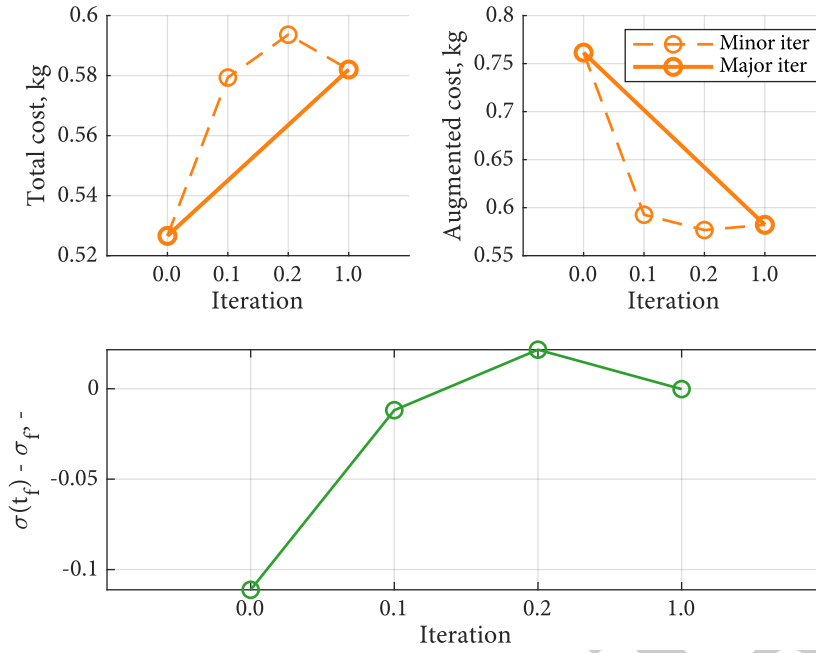 Total cost, kg
0.6
0.58
0.56
0.54
0.52
0.0 0.1 0.2 1.0
Iteration
Augmented cost, kg
0.8
0.75
0.7
0.65
0.6
0.55
Minor iter
Major iter
0.0 0.1 0.2 1.0
Iteration
σ(t_f) - σ_f, -
0
-0.05
-0.1
0.0 0.1 0.2 1.0
Iteration